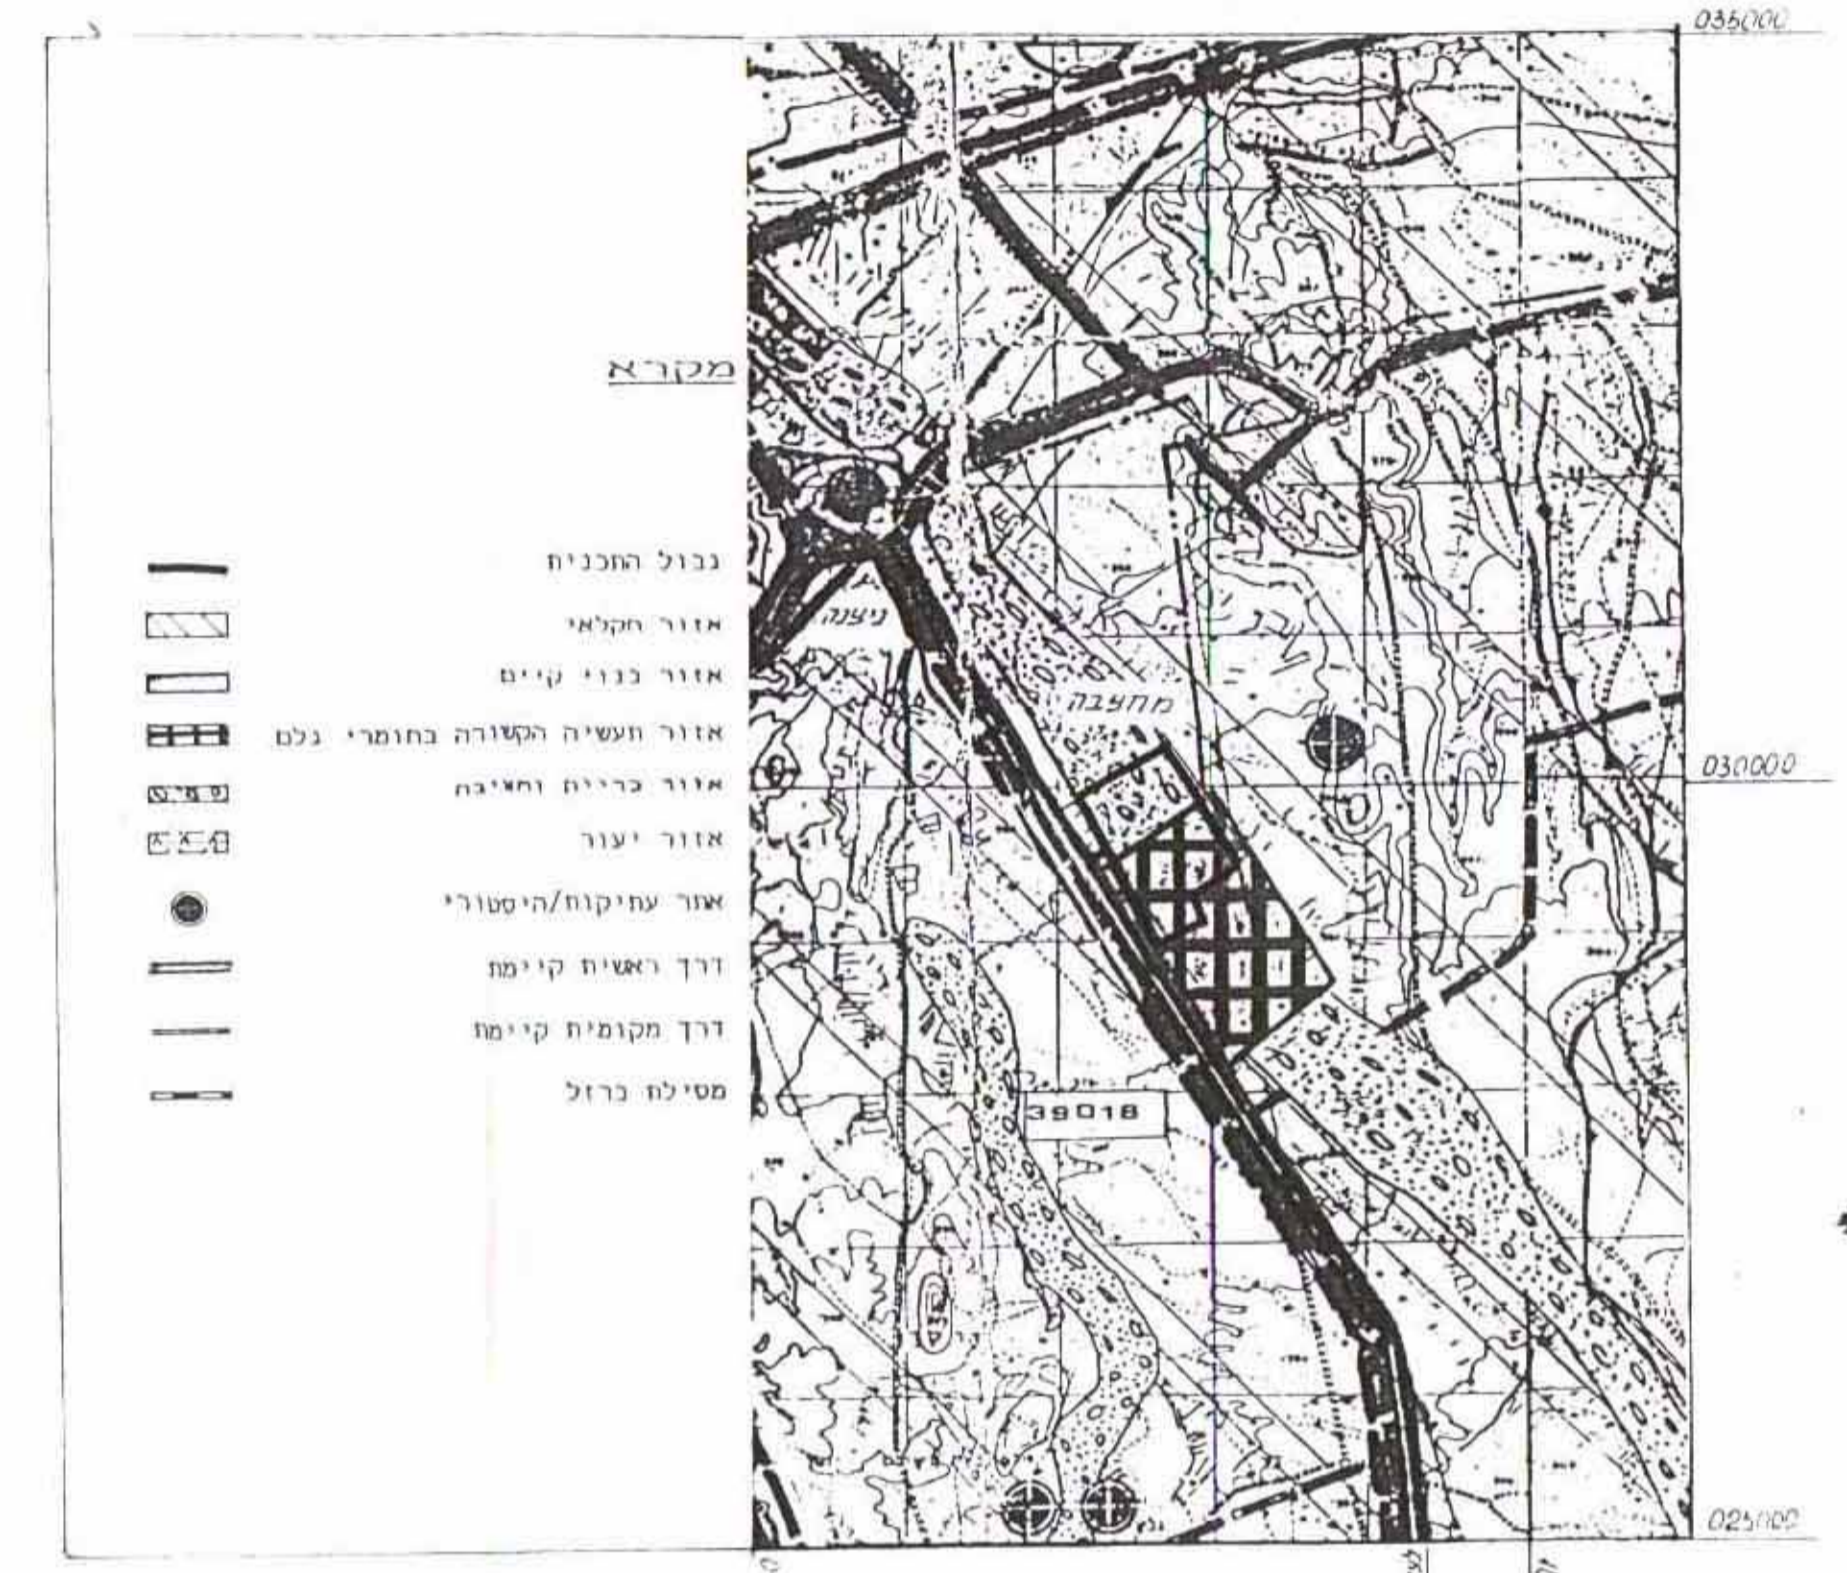 035000
מקרא
גבול התכנית
אזור חקלאי
אזור בנוי קיים
אזור תעשיה הקשורה בחומרי גלם
אזור כרייה וחציבה
אזור יעור
אתר עתיקות/היסטורי
דרך ראשית קיימת
דרך מקומית קיימת
מסילת ברזל
ניצנה
מחצבה
030000
39018
025000